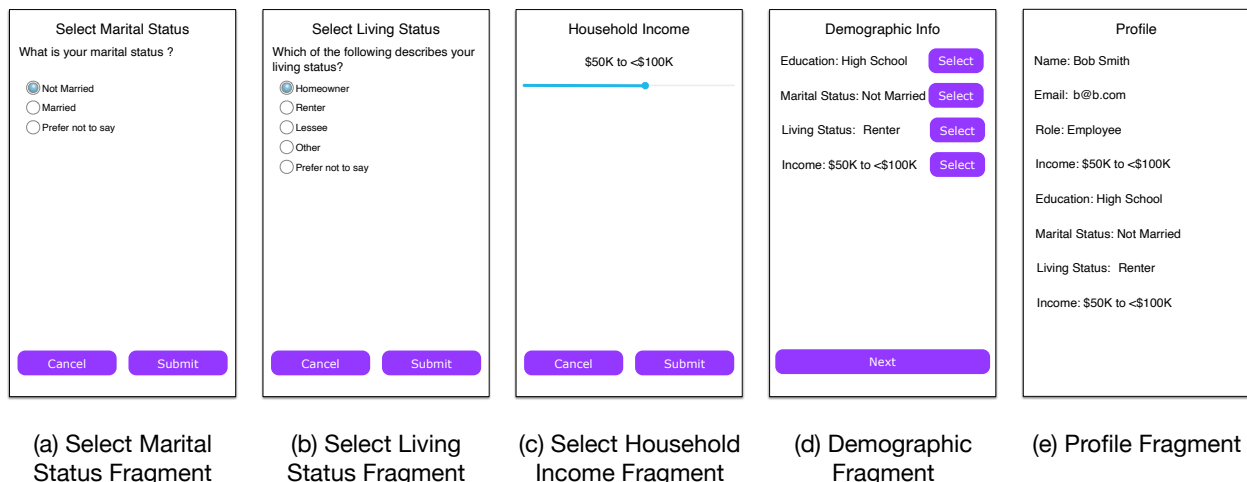 Select Marital Status
What is your marital status ?
Not Married
Married
Prefer not to say
Cancel
Submit
(a) Select Marital
Status Fragment
Select Living Status
Which of the following describes your
living status?
Homeowner
Renter
Lessee
Other
Prefer not to say
Cancel
Submit
(b) Select Living
Status Fragment
Household Income
$50K to <$100K
Cancel
Submit
(c) Select Household
Income Fragment
Demographic Info
Education: High School Select
Marital Status: Not Married Select
Living Status: Renter Select
Income: $50K to <$100K Select
Next
(d) Demographic
Fragment
Profile
Name: Bob Smith
Email: b@b.com
Role: Employee
Income: $50K to <$100K
Education: High School
Marital Status: Not Married
Living Status: Renter
Income: $50K to <$100K
(e) Profile Fragment